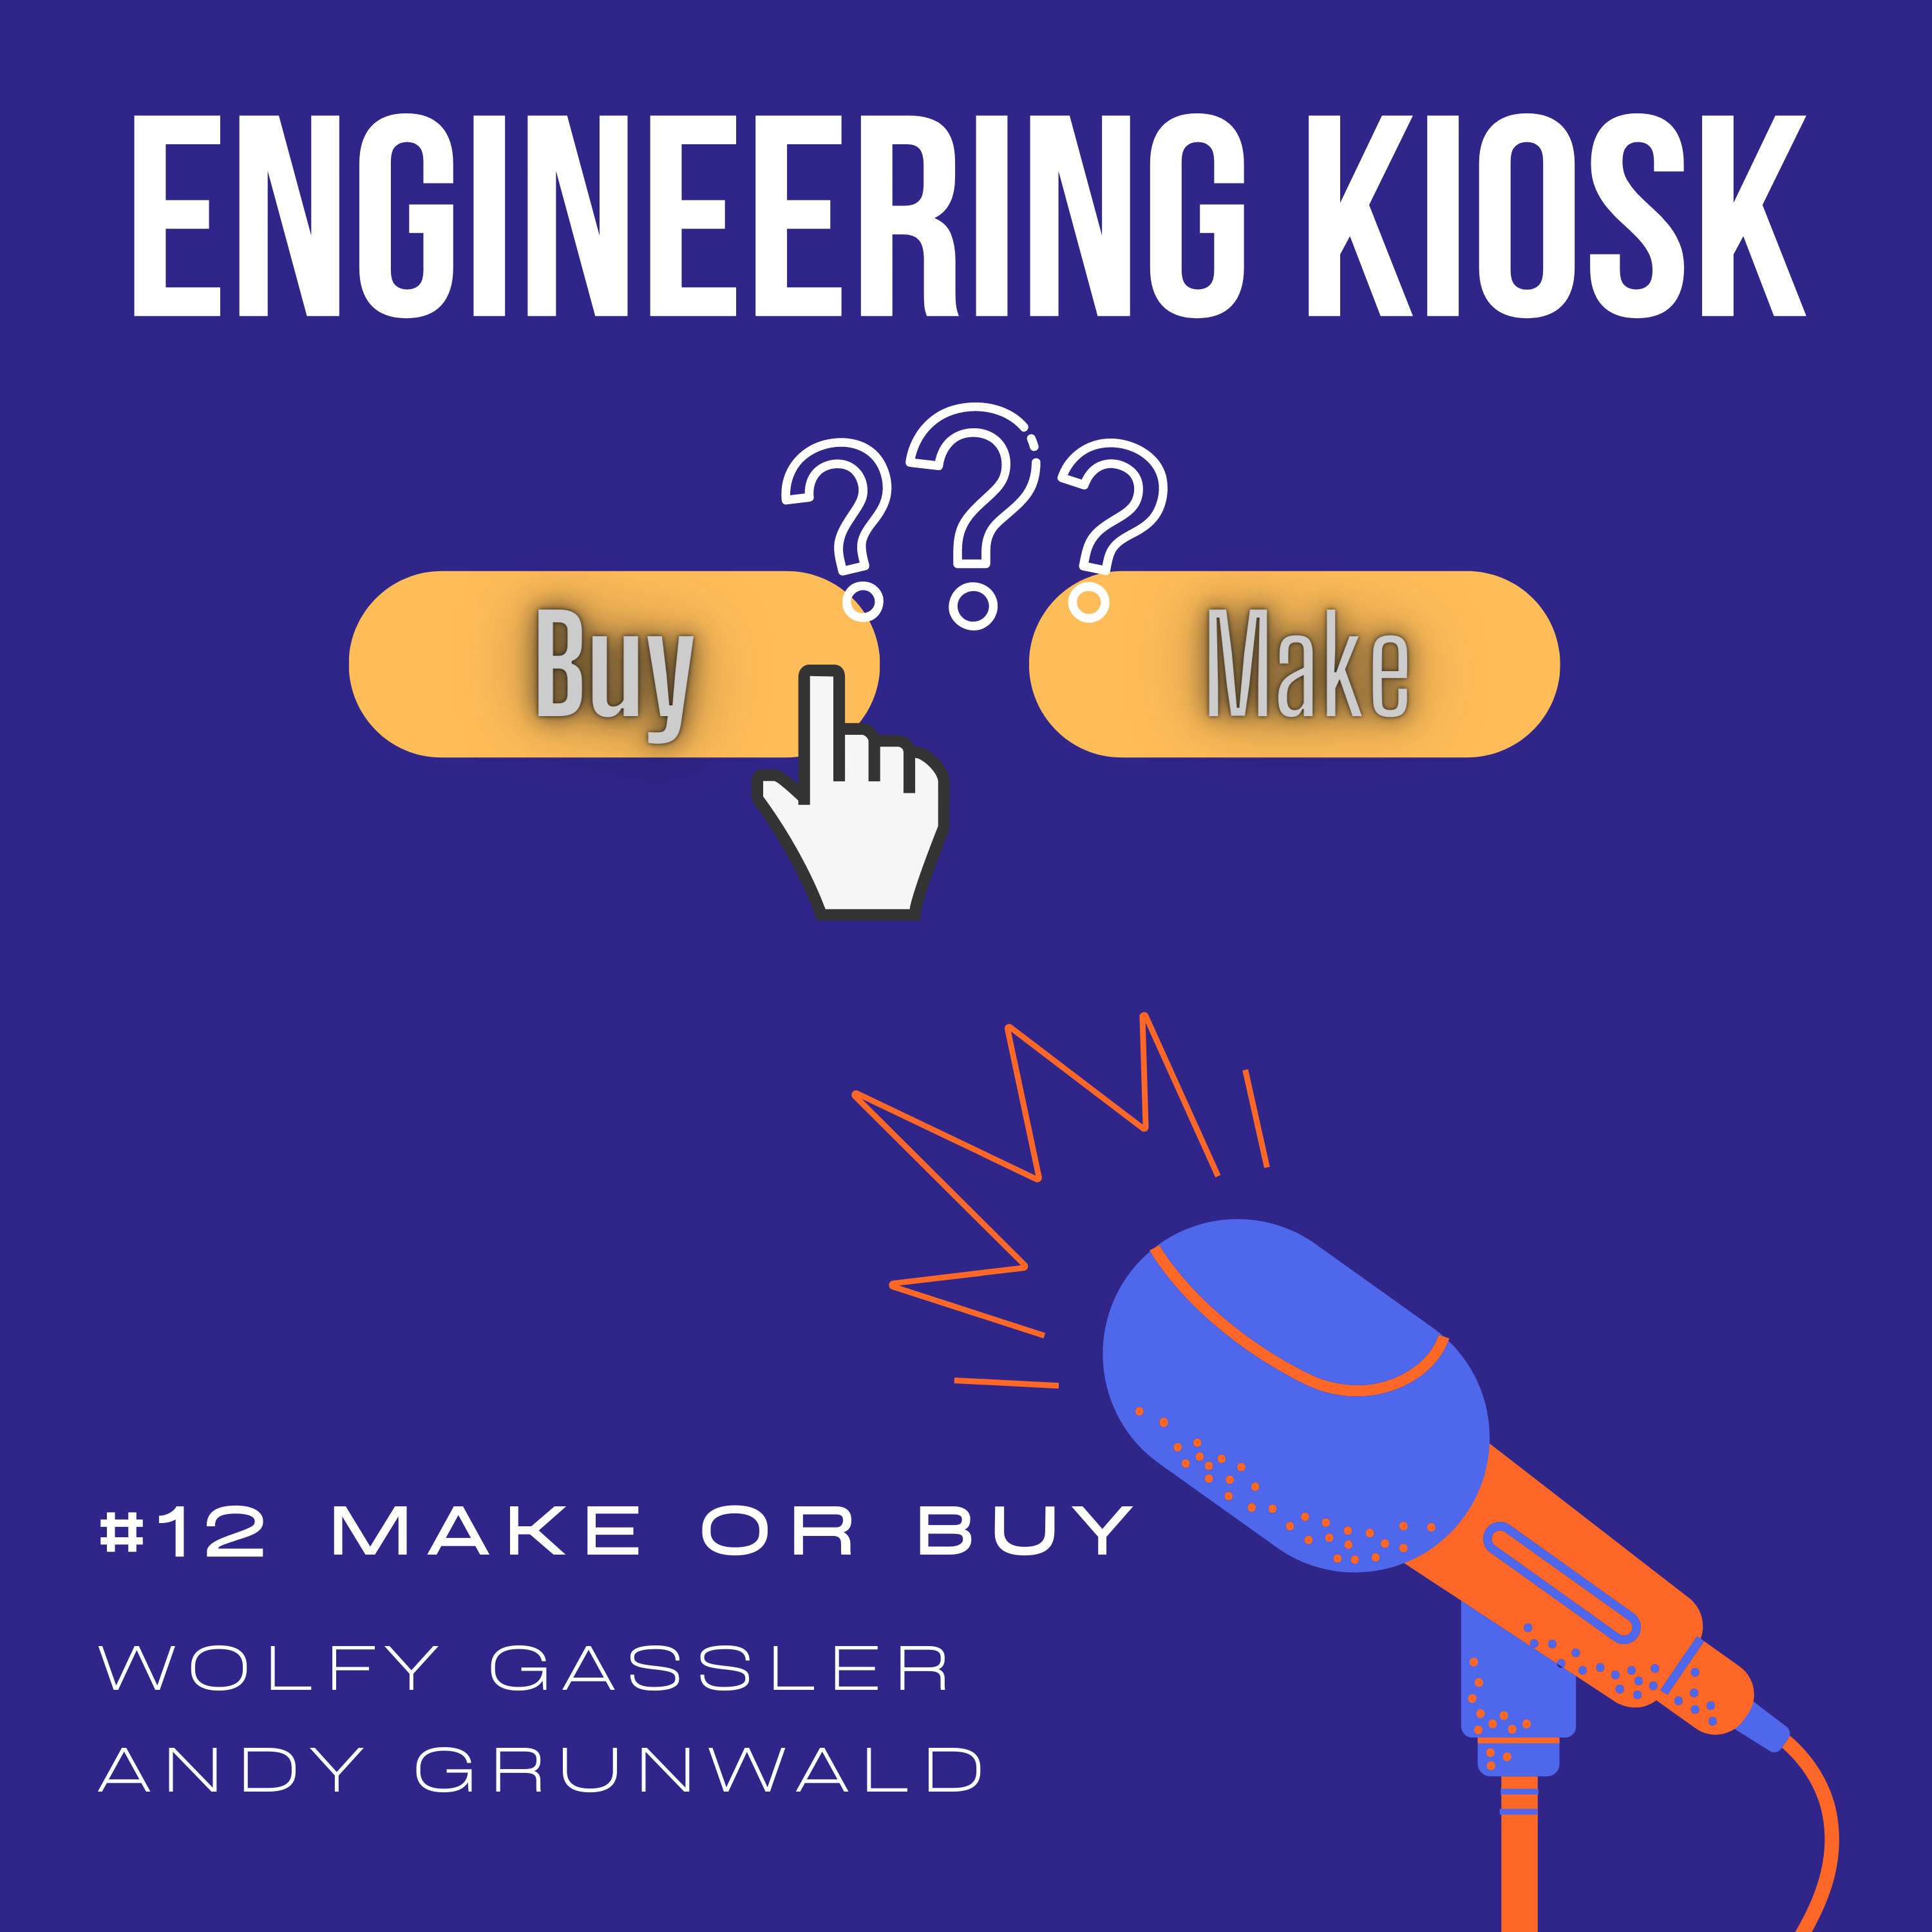 ENGINEERING KIOSK
???
Buy
Make
#12 MAKE OR BUY
WOLFY GASSLER
ANDY GRUNWALD